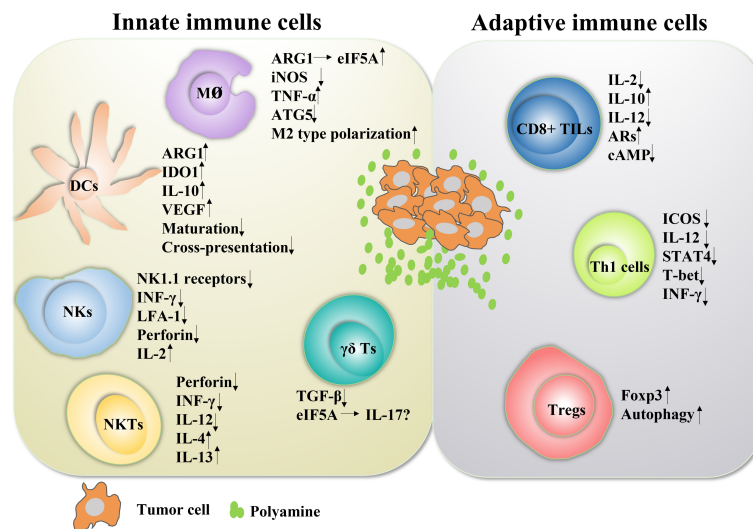 Innate immune cells
Adaptive immune cells
MØ
ARG1→ eIF5A↑
iNOS ↓
TNF-α↑
ATG5↓
M2 type polarization↑
DCs
ARG1↑
IDO1↑
IL-10↑
VEGF↑
Maturation↓
Cross-presentation↓
NKs
NK1.1 receptors↓
INF-γ↓
LFA-1↓
Perforin↓
IL-2↑
NKTs
Perforin↓
INF-γ↓
IL-12↓
IL-4↑
IL-13↑
γδ Ts
TGF-β↓
eIF5A→ IL-17?
CD8+ TILs
IL-2↓
IL-10↑
IL-12↓
ARs↑
cAMP↓
Th1 cells
ICOS↓
IL-12↓
STAT4↓
T-bet↓
INF-γ↓
Tregs
Foxp3↑
Autophagy↑
Tumor cell
Polyamine